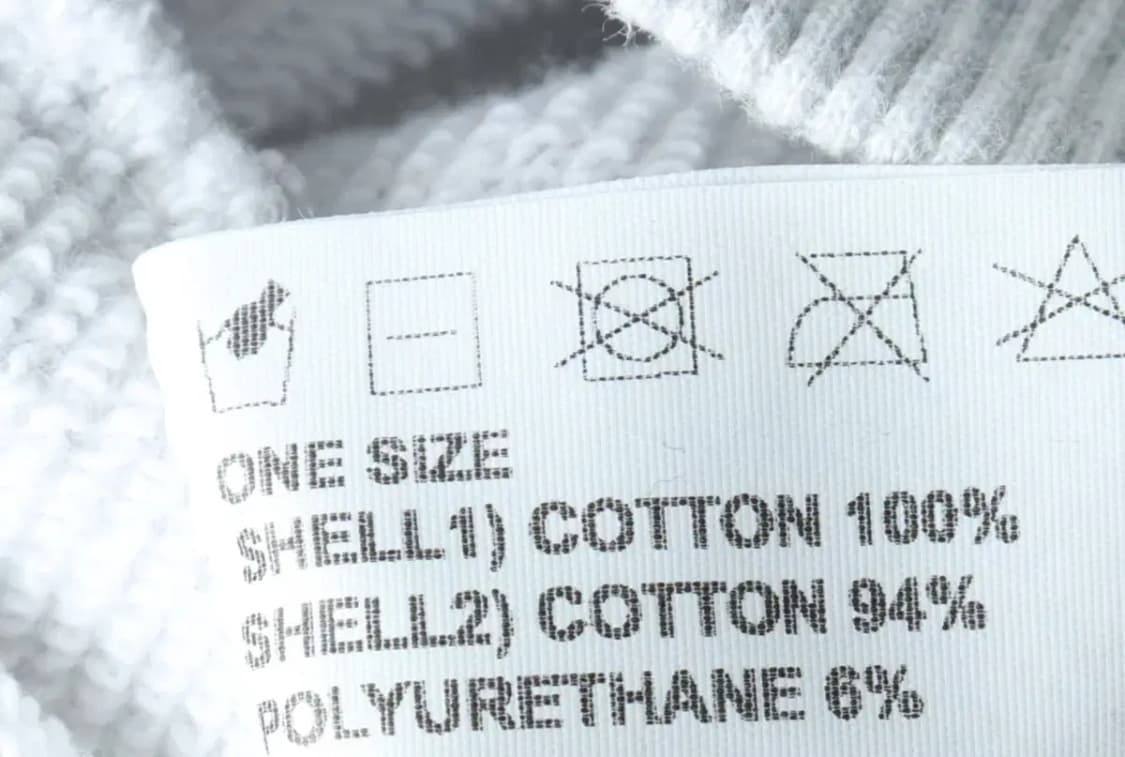 ONE SIZE
SHELL1) COTTON 100%
SHELL2) COTTON 94%
POLYURETHANE 6%